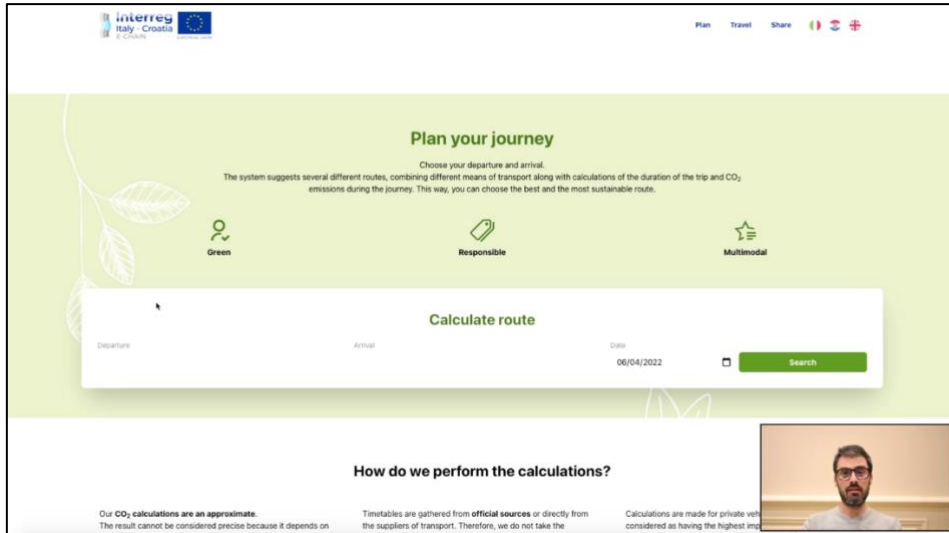 Interreg
Italy - Croatia
E-CHAIN
EUROPEAN UNION
Plan Travel Share
Plan your journey
Choose your departure and arrival.
The system suggests several different routes, combining different means of transport along with calculations of the duration of the trip and CO₂
emissions during the journey. This way, you can choose the best and the most sustainable route.
Green Responsible Multimodal
Calculate route
Departure Arrival Date
06/04/2022 Search
How do we perform the calculations?
Our CO₂ calculations are an approximate.
The result cannot be considered precise because it depends on
Timetables are gathered from official sources or directly from
the suppliers of transport. Therefore, we do not take the
Calculations are made for private
considered as having the highest